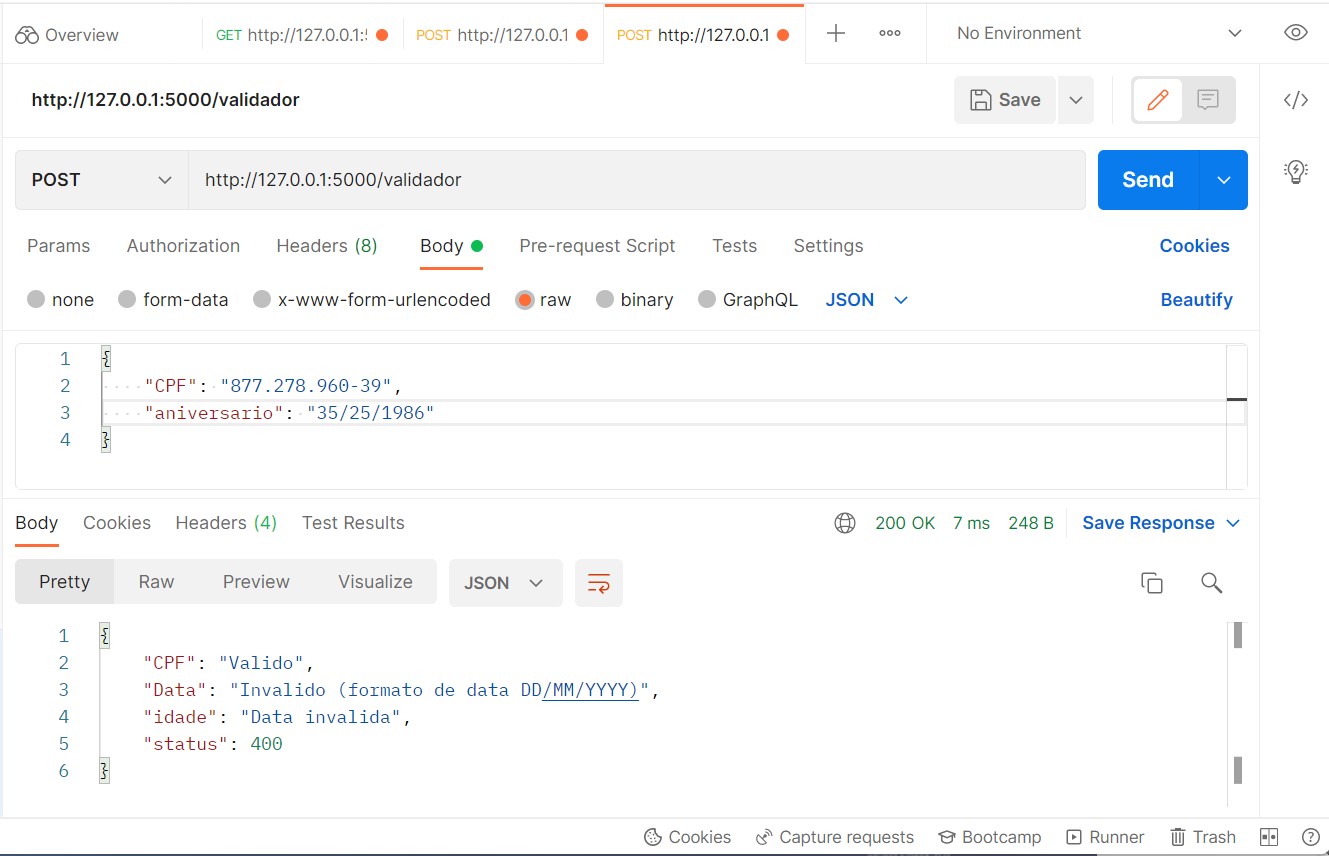 Overview GET http://127.0.0.1:5 POST http://127.0.0.1 POST http://127.0.0.1 No Environment
http://127.0.0.1:5000/validador Save
POST http://127.0.0.1:5000/validador Send
Params Authorization Headers (8) Body Pre-request Script Tests Settings Cookies
none form-data x-www-form-urlencoded raw binary GraphQL JSON Beautify
1 {
2 "CPF": "877.278.960-39",
3 "aniversario": "35/25/1986"
4 }
Body Cookies Headers (4) Test Results 200 OK 7 ms 248 B Save Response
Pretty Raw Preview Visualize JSON
1 {
2 "CPF": "Valido",
3 "Data": "Invalido (formato de data DD/MM/YYYY)",
4 "idade": "Data invalida",
5 "status": 400
6 }
Cookies Capture requests Bootcamp Runner Trash